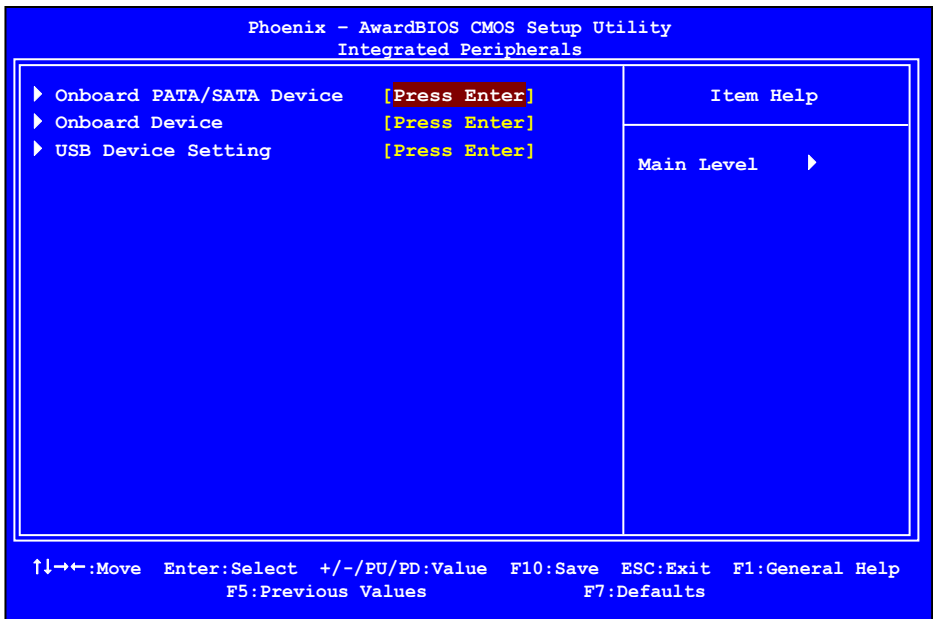 Phoenix – AwardBIOS CMOS Setup Utility
Integrated Peripherals
Onboard PATA/SATA Device [Press Enter]
Onboard Device [Press Enter]
USB Device Setting [Press Enter]
Item Help
Main Level
↑↓→←:Move Enter:Select +/-/PU/PD:Value F10:Save ESC:Exit F1:General Help
F5:Previous Values F7:Defaults